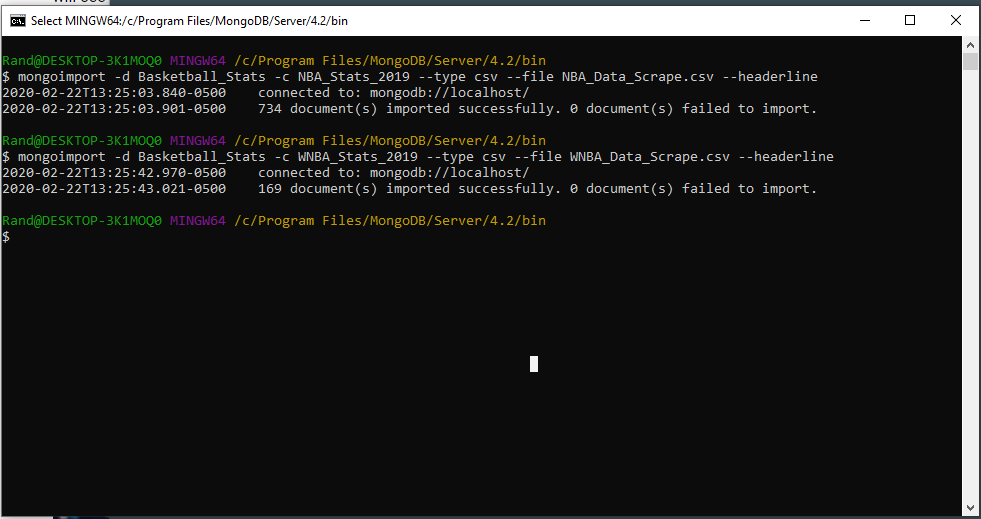 Select MINGW64:/c/Program Files/MongoDB/Server/4.2/bin
Rand@DESKTOP-3K1MOQ0 MINGW64 /c/Program Files/MongoDB/Server/4.2/bin
$ mongoimport -d Basketball_Stats -c NBA_Stats_2019 --type csv --file NBA_Data_Scrape.csv --headerline
2020-02-22T13:25:03.840-0500    connected to: mongodb://localhost/
2020-02-22T13:25:03.901-0500    734 document(s) imported successfully. 0 document(s) failed to import.
Rand@DESKTOP-3K1MOQ0 MINGW64 /c/Program Files/MongoDB/Server/4.2/bin
$ mongoimport -d Basketball_Stats -c WNBA_Stats_2019 --type csv --file WNBA_Data_Scrape.csv --headerline
2020-02-22T13:25:42.970-0500    connected to: mongodb://localhost/
2020-02-22T13:25:43.021-0500    169 document(s) imported successfully. 0 document(s) failed to import.
Rand@DESKTOP-3K1MOQ0 MINGW64 /c/Program Files/MongoDB/Server/4.2/bin
$